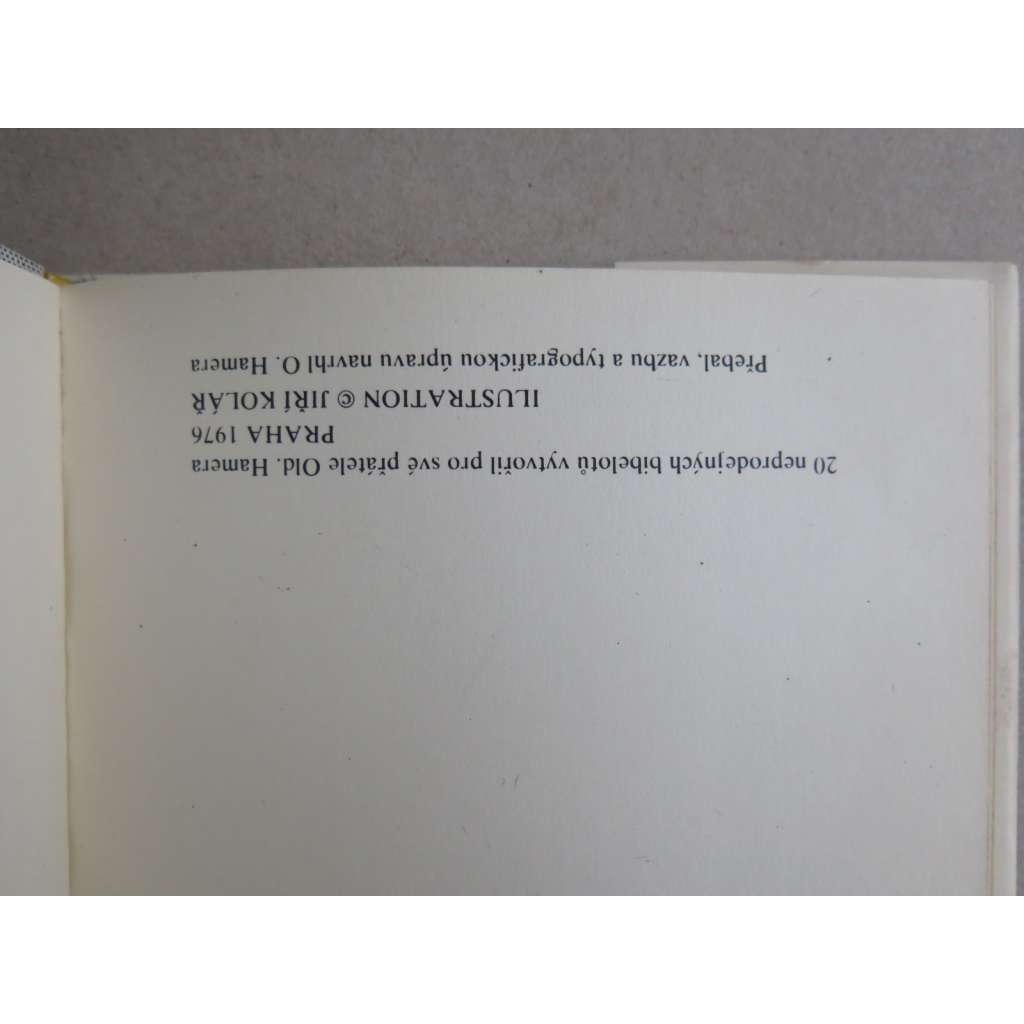 20 neprodejných bibelotů vytvořil pro své přátele Old. Hamera
PRAHA 1976
ILUSTRATION © JIŘÍ KOLÁŘ
Přebal, vazbu a typografickou úpravu navrhl O. Hamera